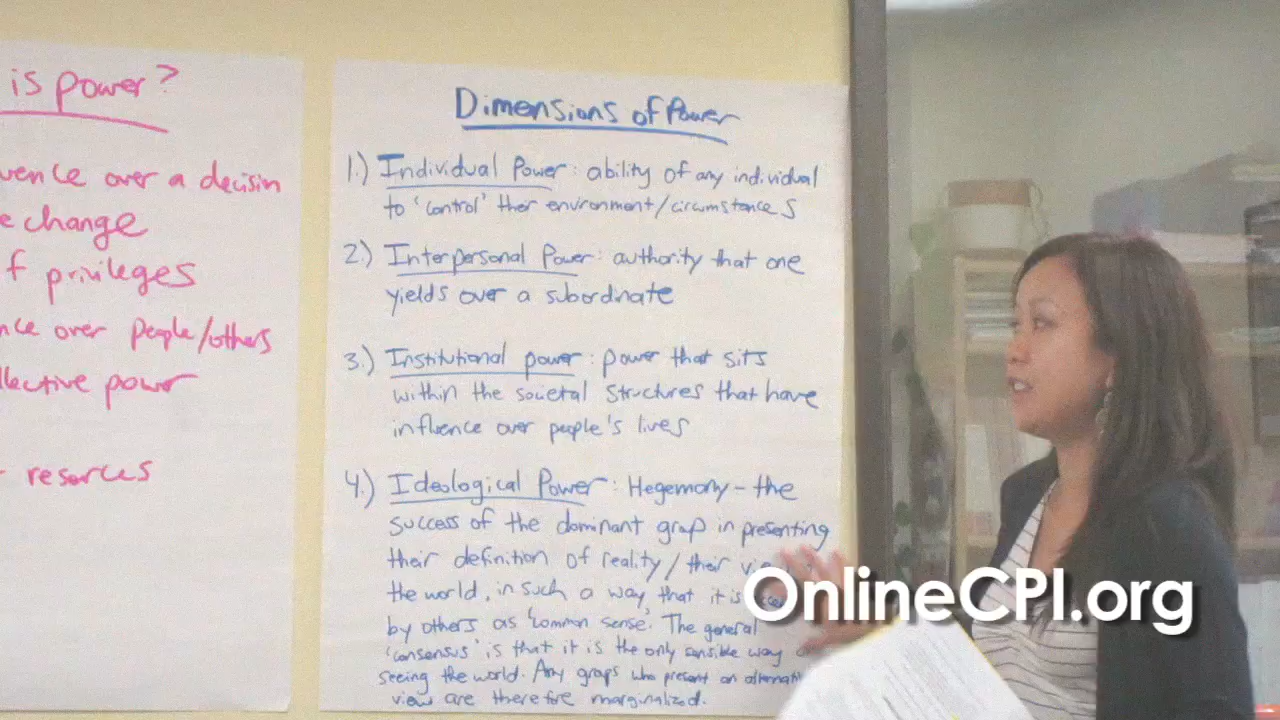 is power?
uence over a decisin
e change
f privileges
nce over people/others
llective power
resorces
Dimensions of Power
1.) Individual Power: ability of any individual
to 'control' their environment/circumstances
2.) Interpersonal Power: authority that one
yields over a subordinate
3.) Institutional power: power that sits
within the societal structures that have
influence over people's lives
4.) Ideological Power: Hegemony - the
success of the dominant grop in presenting
their definition of reality/their
the world, in such a way, that it is
by others as 'common sense'. The general
'consensus' is that it is the only sensible way
seeing the world. Any grops who present an
view are therefore marginalized.
OnlineCPI.org